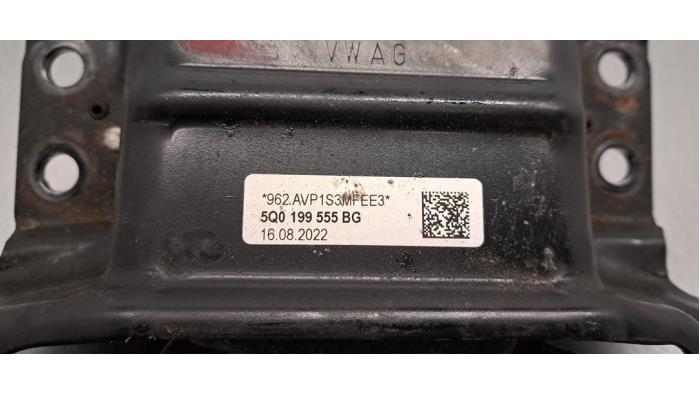 VWAG
*962.AVP1S3MFEE3*
5Q0 199 555 BG
16.08.2022